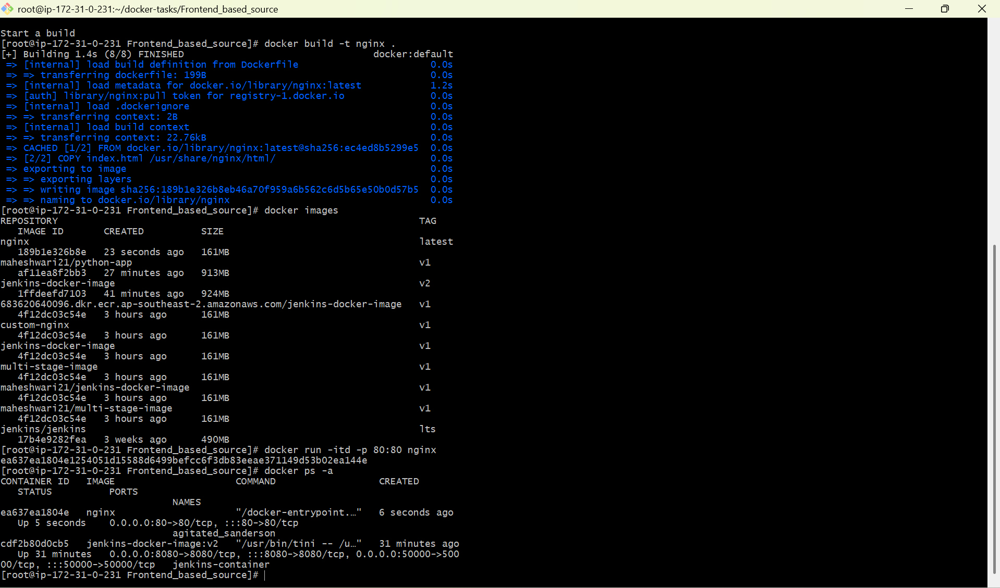 root@ip-172-31-0-231:~/docker-tasks/Frontend_based_source
Start a build
[root@ip-172-31-0-231 Frontend_based_source]# docker build -t nginx .
[+] Building 1.4s (8/8) FINISHED docker:default
=> [internal] load build definition from Dockerfile 0.0s
=> => transferring dockerfile: 199B 0.0s
=> [internal] load metadata for docker.io/library/nginx:latest 1.2s
=> [auth] library/nginx:pull token for registry-1.docker.io 0.0s
=> [internal] load .dockerignore 0.0s
=> => transferring context: 2B 0.0s
=> [internal] load build context 0.0s
=> => transferring context: 22.76kB 0.0s
=> CACHED [1/2] FROM docker.io/library/nginx:latest@sha256:ec4ed8b5299e5 0.0s
=> [2/2] COPY index.html /usr/share/nginx/html/ 0.0s
=> exporting to image 0.0s
=> => exporting layers 0.0s
=> => writing image sha256:189b1e326b8eb46a70f959a6b562c6d5b65e50b0d57b5 0.0s
=> => naming to docker.io/library/nginx 0.0s
[root@ip-172-31-0-231 Frontend_based_source]# docker images
REPOSITORY TAG
IMAGE ID CREATED SIZE
nginx latest
189b1e326b8e 23 seconds ago 161MB
maheshwari21/python-app v1
af11ea8f2bb3 27 minutes ago 913MB
jenkins-docker-image v2
1ffdeefd7103 41 minutes ago 924MB
683620640096.dkr.ecr.ap-southeast-2.amazonaws.com/jenkins-docker-image v1
4f12dc03c54e 3 hours ago 161MB
custom-nginx v1
4f12dc03c54e 3 hours ago 161MB
jenkins-docker-image v1
4f12dc03c54e 3 hours ago 161MB
multi-stage-image v1
4f12dc03c54e 3 hours ago 161MB
maheshwari21/jenkins-docker-image v1
4f12dc03c54e 3 hours ago 161MB
maheshwari21/multi-stage-image v1
4f12dc03c54e 3 hours ago 161MB
jenkins/jenkins lts
17b4e9282fea 3 weeks ago 490MB
[root@ip-172-31-0-231 Frontend_based_source]# docker run -itd -p 80:80 nginx
ea637ea1804e1254051d15588d6499befcc6f3db83eeae371149d53b02ea144e
[root@ip-172-31-0-231 Frontend_based_source]# docker ps -a
CONTAINER ID IMAGE COMMAND CREATED
STATUS PORTS
NAMES
ea637ea1804e nginx "/docker-entrypoint.…" 6 seconds ago
Up 5 seconds 0.0.0.0:80->80/tcp, :::80->80/tcp
agitated_sanderson
cdf2b80d0cb5 jenkins-docker-image:v2 "/usr/bin/tini -- /u…" 31 minutes ago
Up 31 minutes 0.0.0.0:8080->8080/tcp, :::8080->8080/tcp, 0.0.0.0:50000->500
00/tcp, :::50000->50000/tcp jenkins-container
[root@ip-172-31-0-231 Frontend_based_source]#